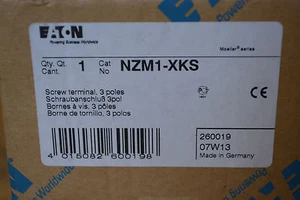 EATON
Powering Business Worldwide
Moeller® series
Qty. Qt. 1 Cat No NZM1-XKS
Cant.
Screw terminal, 3 poles
Schraubanschluß 3pol
Bornes à vis, 3 pôles
Borne de tornillo, 3 polos
CE
260019
07W13
Made in Germany
4 015082 600198